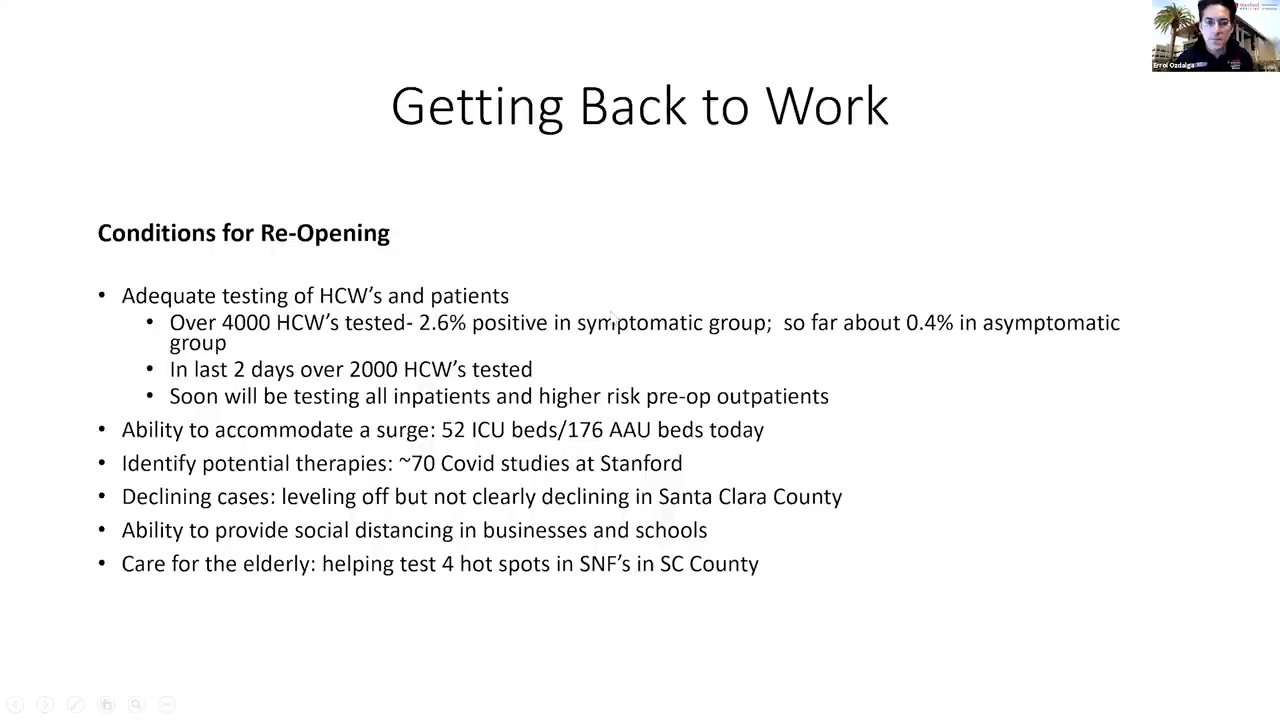 Stanford
Errol Ozdalga
Getting Back to Work
Conditions for Re-Opening
• Adequate testing of HCW's and patients
• Over 4000 HCW's tested- 2.6% positive in symptomatic group;  so far about 0.4% in asymptomatic
group
• In last 2 days over 2000 HCW's tested
• Soon will be testing all inpatients and higher risk pre-op outpatients
• Ability to accommodate a surge: 52 ICU beds/176 AAU beds today
• Identify potential therapies: ~70 Covid studies at Stanford
• Declining cases: leveling off but not clearly declining in Santa Clara County
• Ability to provide social distancing in businesses and schools
• Care for the elderly: helping test 4 hot spots in SNF's in SC County